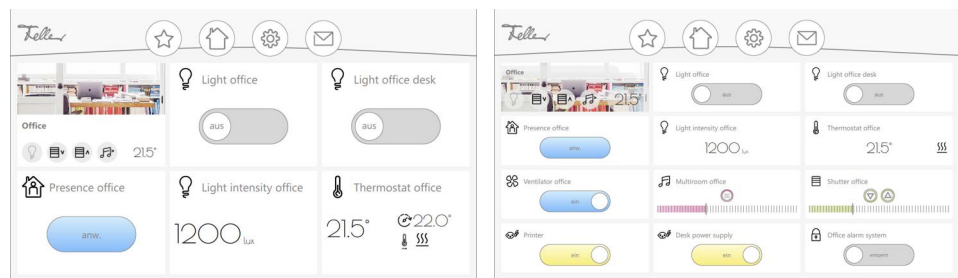 Feller
Light office
Light office desk
aus
aus
Office
21.5°
Presence office
Light intensity office
Thermostat office
anw.
1200 lux
21.5°
22.0°
Feller
Office
21.5°
Light office
aus
Light office desk
aus
Presence office
anw.
Light intensity office
1200 lux
Thermostat office
21.5°
Ventilator office
ein
Multiroom office
Shutter office
Printer
ein
Desk power supply
ein
Office alarm system